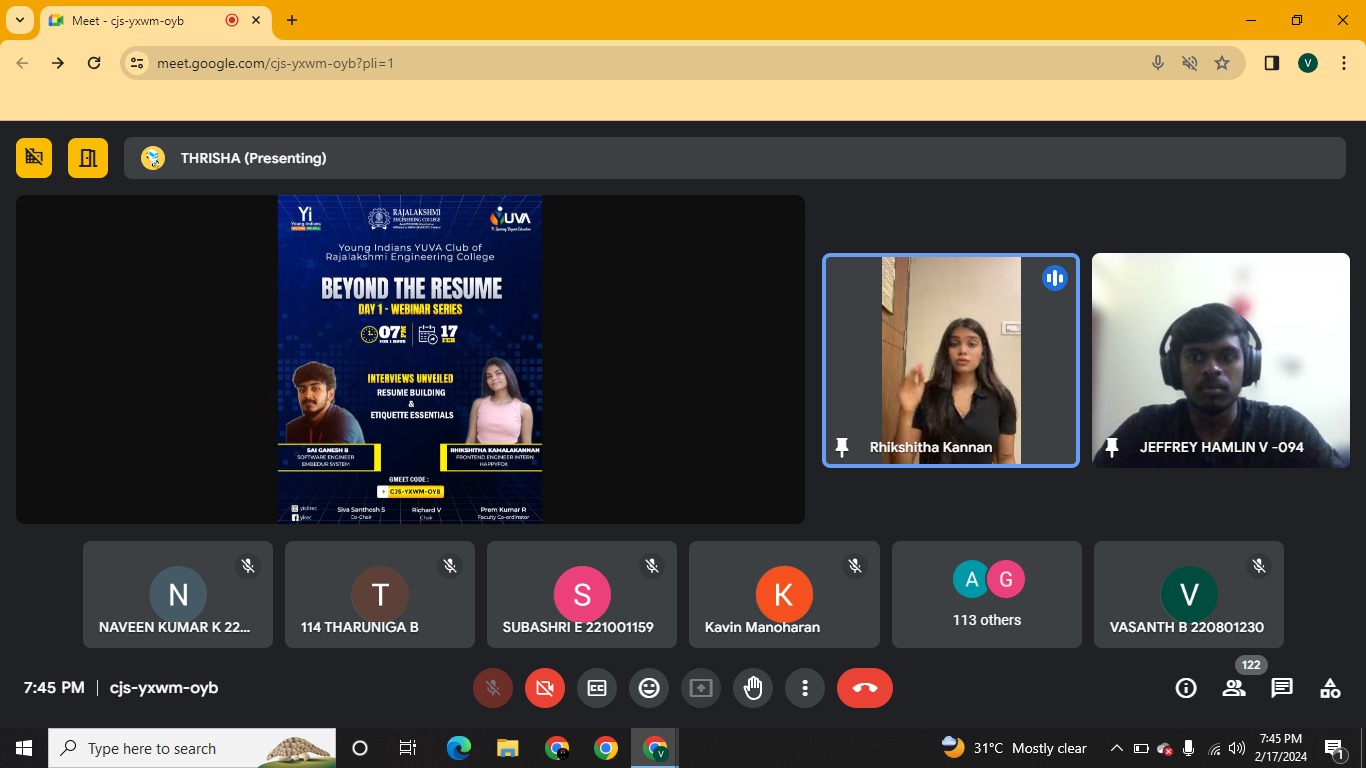 Meet - cjs-yxwm-oyb
meet.google.com/cjs-yxwm-oyb?pli=1
V
THRISHA (Presenting)
Yi
Young Indians
RAJALAKSHMI
ENGINEERING COLLEGE
YUVA
Young Indians YUVA Club of
Rajalakshmi Engineering College
BEYOND THE RESUME
DAY 1 - WEBINAR SERIES
07 PM
FOR 1 HOUR
17
FEB
INTERVIEWS UNVEILED
RESUME BUILDING
&
ETIQUETTE ESSENTIALS
SAI GANESH B
SOFTWARE ENGINEER
EMBEDUR SYSTEM
RHIKSHITHA KAMALAKANNAN
FRONTEND ENGINEER INTERN
HAPPYFOX
GMEET CODE :
CJS-YXWM-OYB
Siva Santhosh S
Co-Chair
Richard V
Chair
Prem Kumar R
Faculty Co-ordinator
Rhikshitha Kannan
JEFFREY HAMLIN V -094
N
NAVEEN KUMAR K 22...
T
114 THARUNIGA B
S
SUBASHRI E 221001159
K
Kavin Manoharan
A G
113 others
V
VASANTH B 220801230
7:45 PM | cjs-yxwm-oyb
CC
122
Type here to search
31°C Mostly clear
7:45 PM
2/17/2024
1